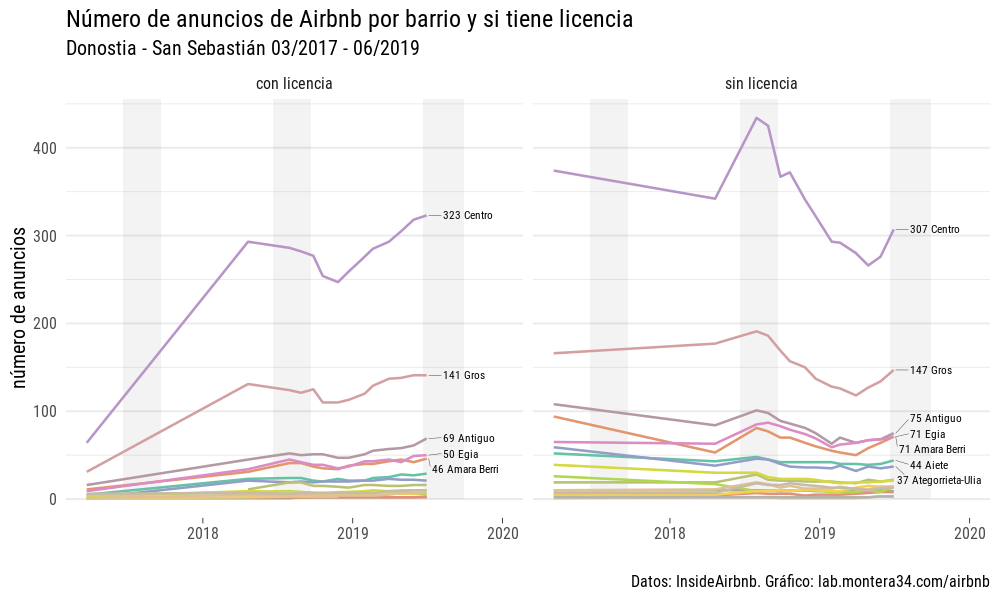 Número de anuncios de Airbnb por barrio y si tiene licencia
Donostia - San Sebastián 03/2017 - 06/2019
con licencia
sin licencia
número de anuncios
400
300
200
100
0
323 Centro
141 Gros
69 Antiguo
50 Egia
46 Amara Berri
307 Centro
147 Gros
75 Antiguo
71 Egia
71 Amara Berri
44 Aiete
37 Ategorrieta-Ulia
2018
2019
2020
2018
2019
2020
Datos: InsideAirbnb. Gráfico: lab.montera34.com/airbnb